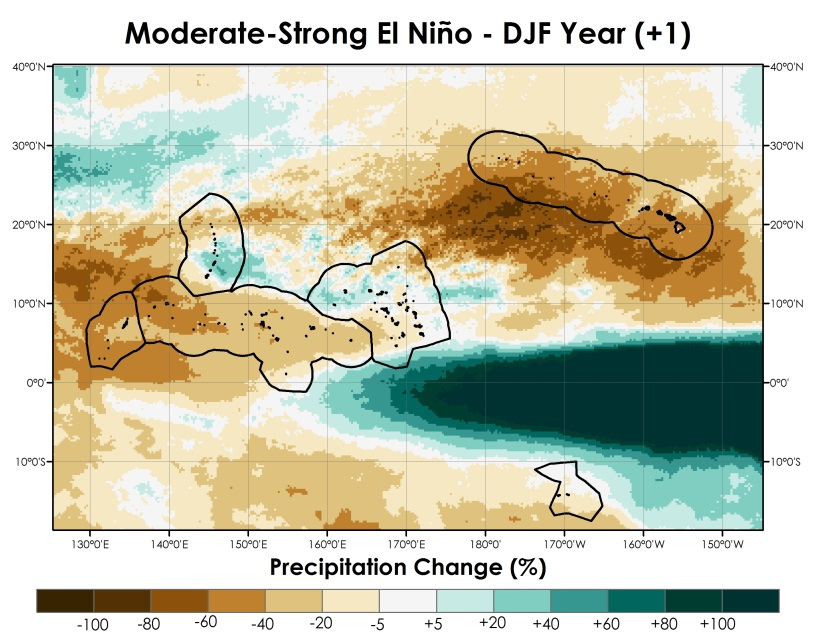 Moderate-Strong El Niño - DJF Year (+1)
40°0'N 40°0'N
30°0'N 30°0'N
20°0'N 20°0'N
10°0'N 10°0'N
0°0' 0°0'
10°0'S 10°0'S
130°0'E 140°0'E 150°0'E 160°0'E 170°0'E 180°0' 170°0'W 160°0'W 150°0'W
Precipitation Change (%)
-100 -80 -60 -40 -20 -5 +5 +20 +40 +60 +80 +100